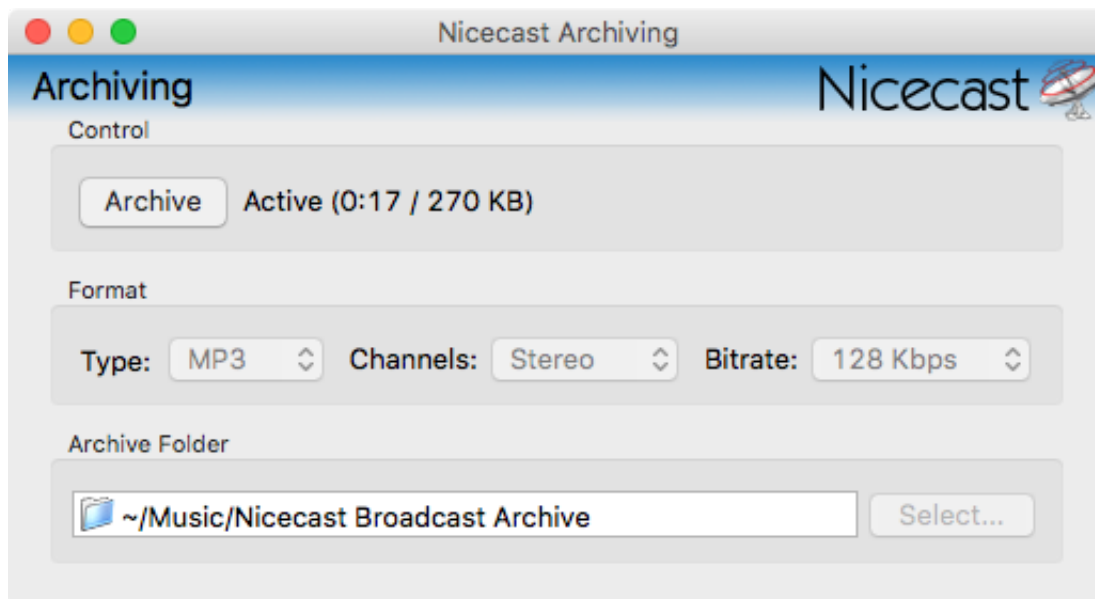 Nicecast Archiving
Archiving
Nicecast
Control
Archive Active (0:17 / 270 KB)
Format
Type: MP3 Channels: Stereo Bitrate: 128 Kbps
Archive Folder
~/Music/Nicecast Broadcast Archive Select...